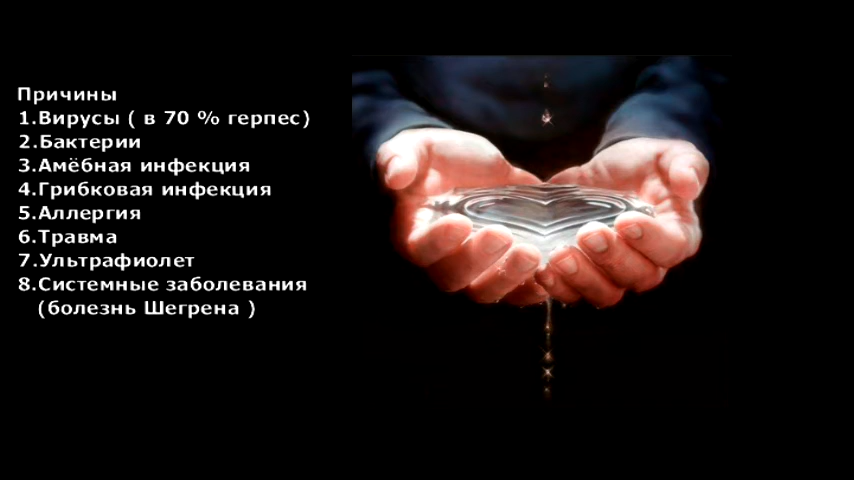 Причины
1.Вирусы ( в 70 % герпес)
2.Бактерии
3.Амёбная инфекция
4.Грибковая инфекция
5.Аллергия
6.Травма
7.Ультрафиолет
8.Системные заболевания
(болезнь Шегрена )